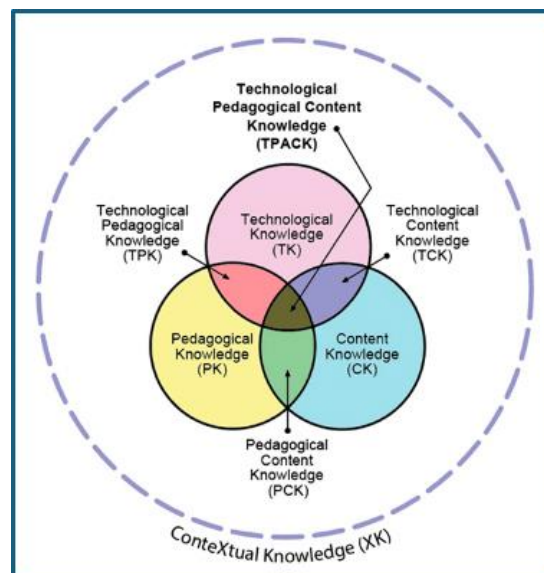 Technological
Pedagogical Content
Knowledge
(TPACK)
Technological
Pedagogical
Knowledge
(TPK)
Technological
Knowledge
(TK)
Technological
Content
Knowledge
(TCK)
Pedagogical
Knowledge
(PK)
Content
Knowledge
(CK)
Pedagogical
Content
Knowledge
(PCK)
ConteXtual Knowledge (XK)